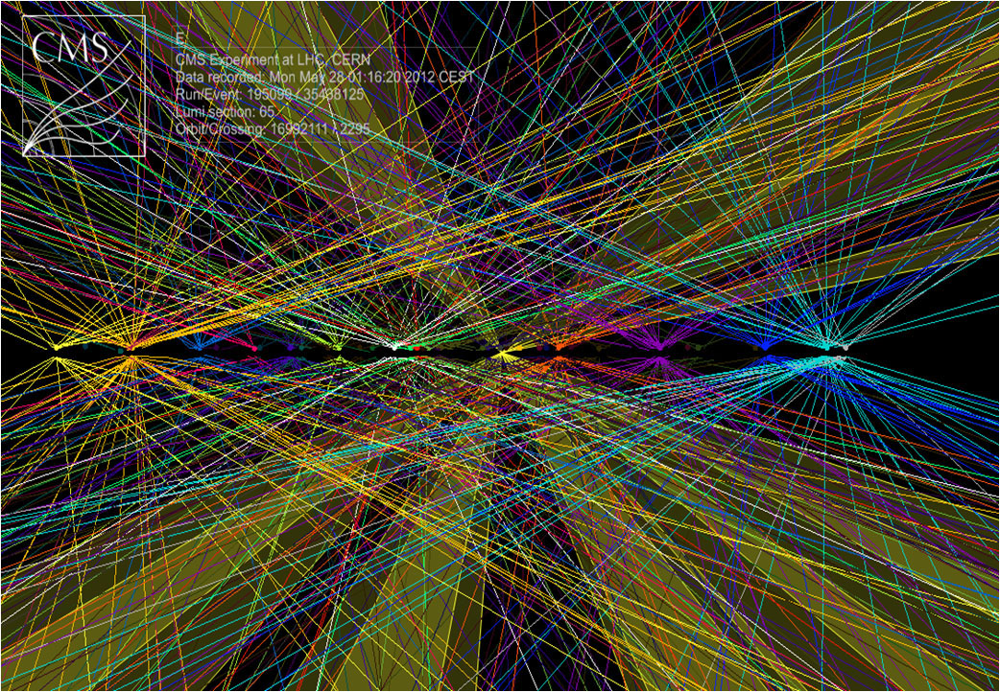 CMS
E
CMS Experiment at LHC, CERN
Data recorded: Mon May 28 01:16:20 2012 CEST
Run/Event: 195099 / 35438125
Lumi section: 65
Orbit/Crossing: 16992111 / 2295